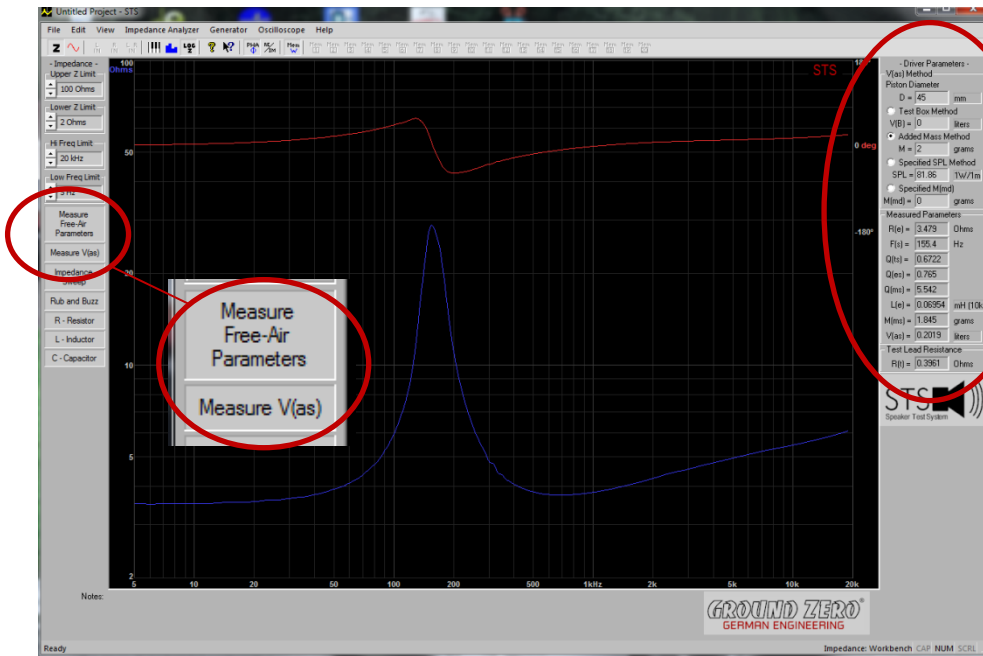 Untitled Project - STS
File Edit View Impedance Analyzer Generator Oscilloscope Help
- Impedance -
Upper Z Limit
100 Ohms
Lower Z Limit
2 Ohms
Hi Freq Limit
20 kHz
Low Freq Limit
Measure
Free-Air
Parameters
Measure V(as)
Impedance
Sweep
Rub and Buzz
R - Resistor
L - Inductor
C - Capacitor
100
Ohms
50
20
10
5
2
STS
180°
0 deg
-180°
Measure
Free-Air
Parameters
Measure V(as)
5 10 20 50 100 200 500 1kHz 2k 5k 10k 20k
- Driver Parameters -
V(as) Method
Piston Diameter
D = 45 mm
Test Box Method
V(B) = 0 liters
Added Mass Method
M = 2 grams
Specified SPL Method
SPL = 81.86 1W/1m
Specified M(md)
M(md) = 0 grams
Measured Parameters
R(e) = 3.479 Ohms
F(s) = 155.4 Hz
Q(ts) = 0.6722
Q(es) = 0.765
Q(ms) = 5.542
L(e) = 0.06954 mH (10k
M(ms) = 1.845 grams
V(as) = 0.2019 liters
Test Lead Resistance
R(t) = 0.3961 Ohms
STS
Speaker Test System
Notes:
GROUND ZERO®
GERMAN ENGINEERING
Ready
Impedance: Workbench CAP NUM SCRL